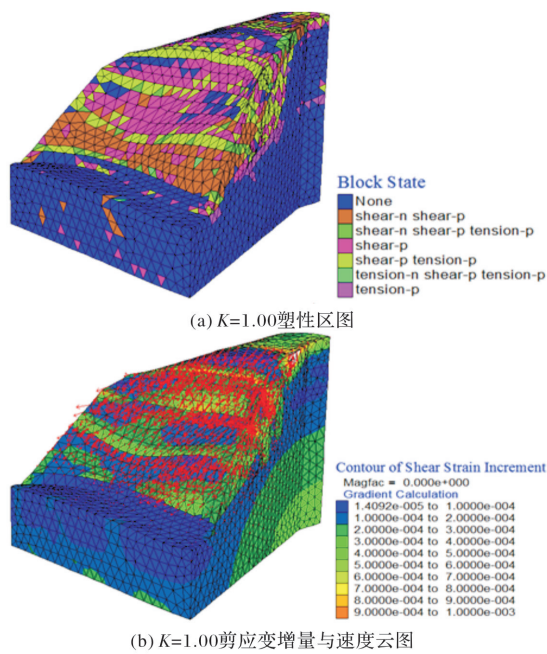 Block State
None
shear-n shear-p
shear-n shear-p tension-p
shear-p
shear-p tension-p
tension-n shear-p tension-p
tension-p
(a) K=1.00塑性区图
Contour of Shear Strain Increment
Magfac = 0.000e+000
Gradient Calculation
1.4092e-005 to 1.0000e-004
1.0000e-004 to 2.0000e-004
2.0000e-004 to 3.0000e-004
3.0000e-004 to 4.0000e-004
4.0000e-004 to 5.0000e-004
5.0000e-004 to 6.0000e-004
6.0000e-004 to 7.0000e-004
7.0000e-004 to 8.0000e-004
8.0000e-004 to 9.0000e-004
9.0000e-004 to 1.0000e-003
(b) K=1.00剪应变增量与速度云图